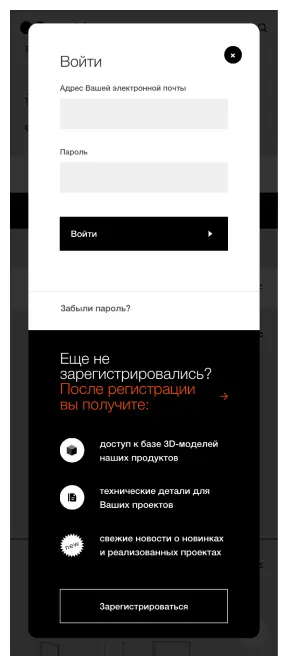 Войти
Адрес Вашей электронной почты
Пароль
Войти
Забыли пароль?
Еще не
зарегистрировались?
После регистрации
вы получите:
доступ к базе 3D-моделей
наших продуктов
технические детали для
Ваших проектов
new
свежие новости о новинках
и реализованных проектах
Зарегистрироваться